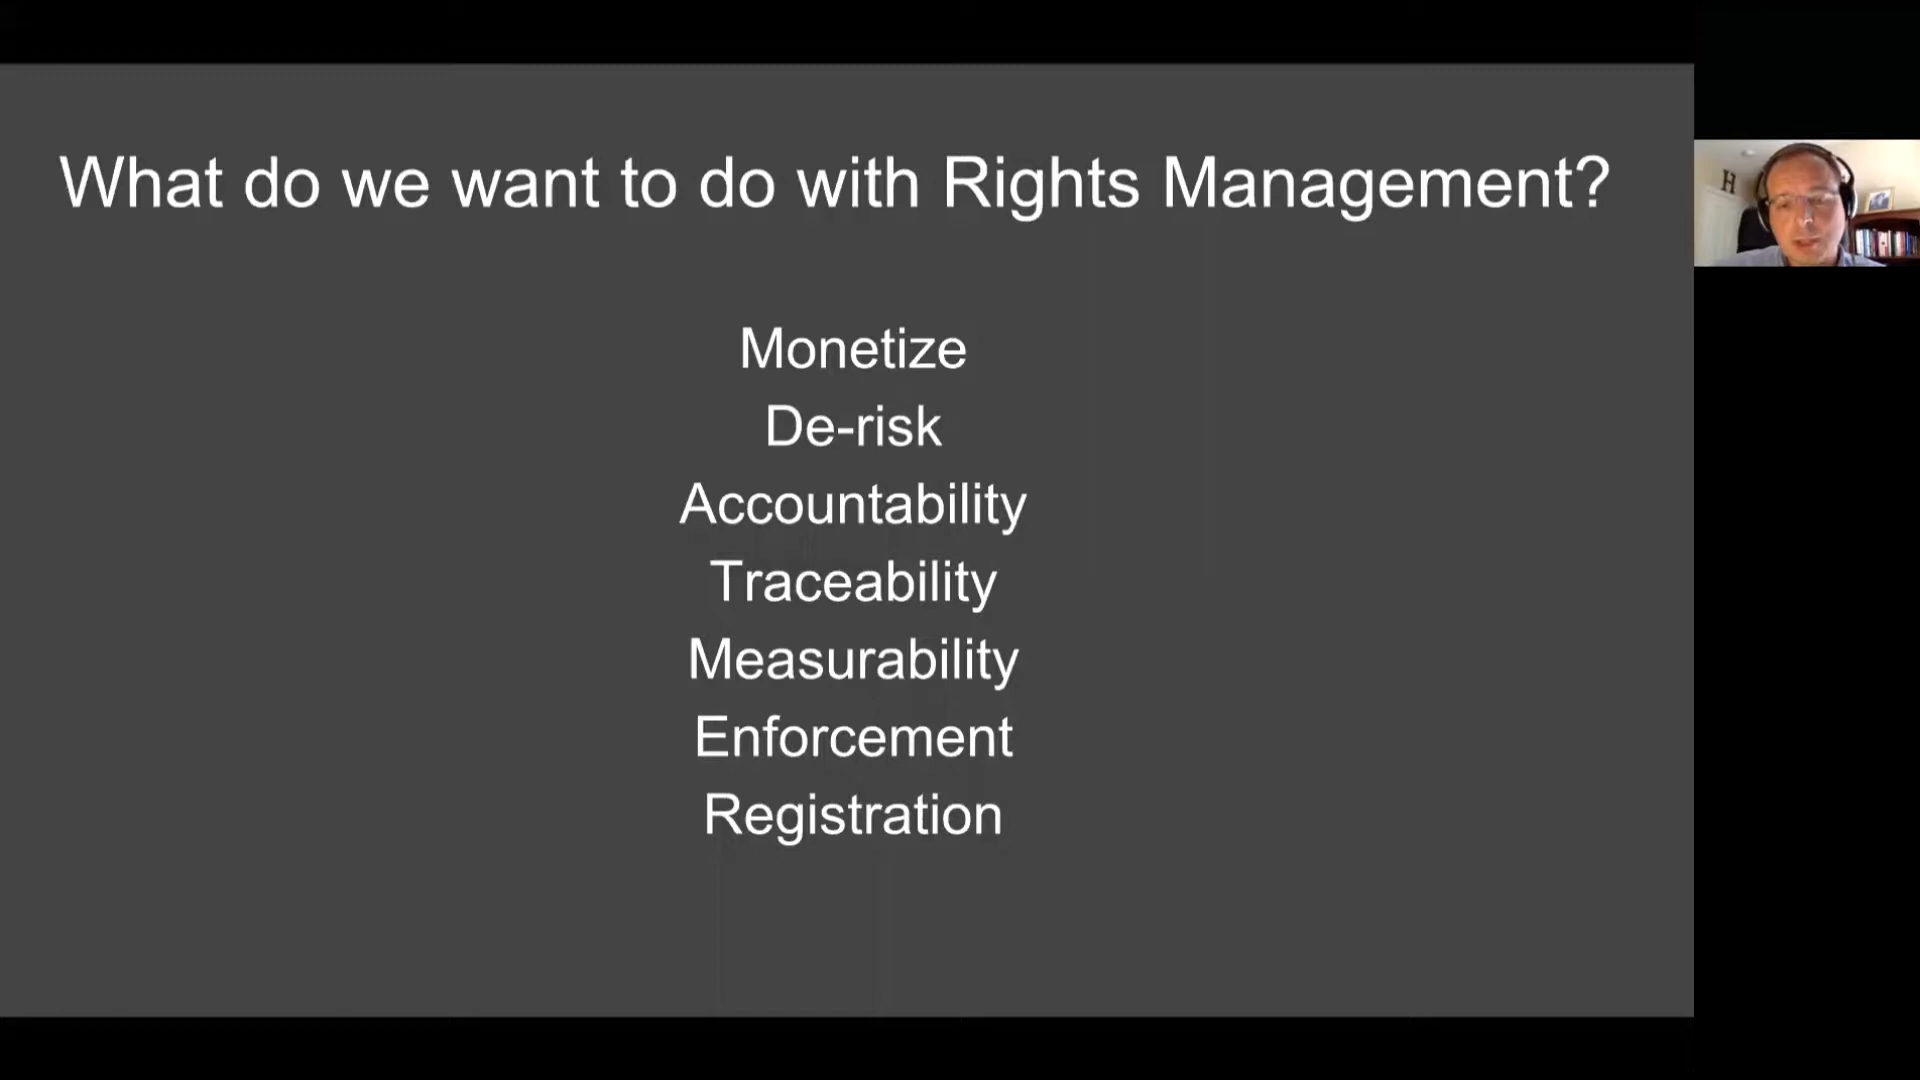 What do we want to do with Rights Management?
Monetize
De-risk
Accountability
Traceability
Measurability
Enforcement
Registration
H